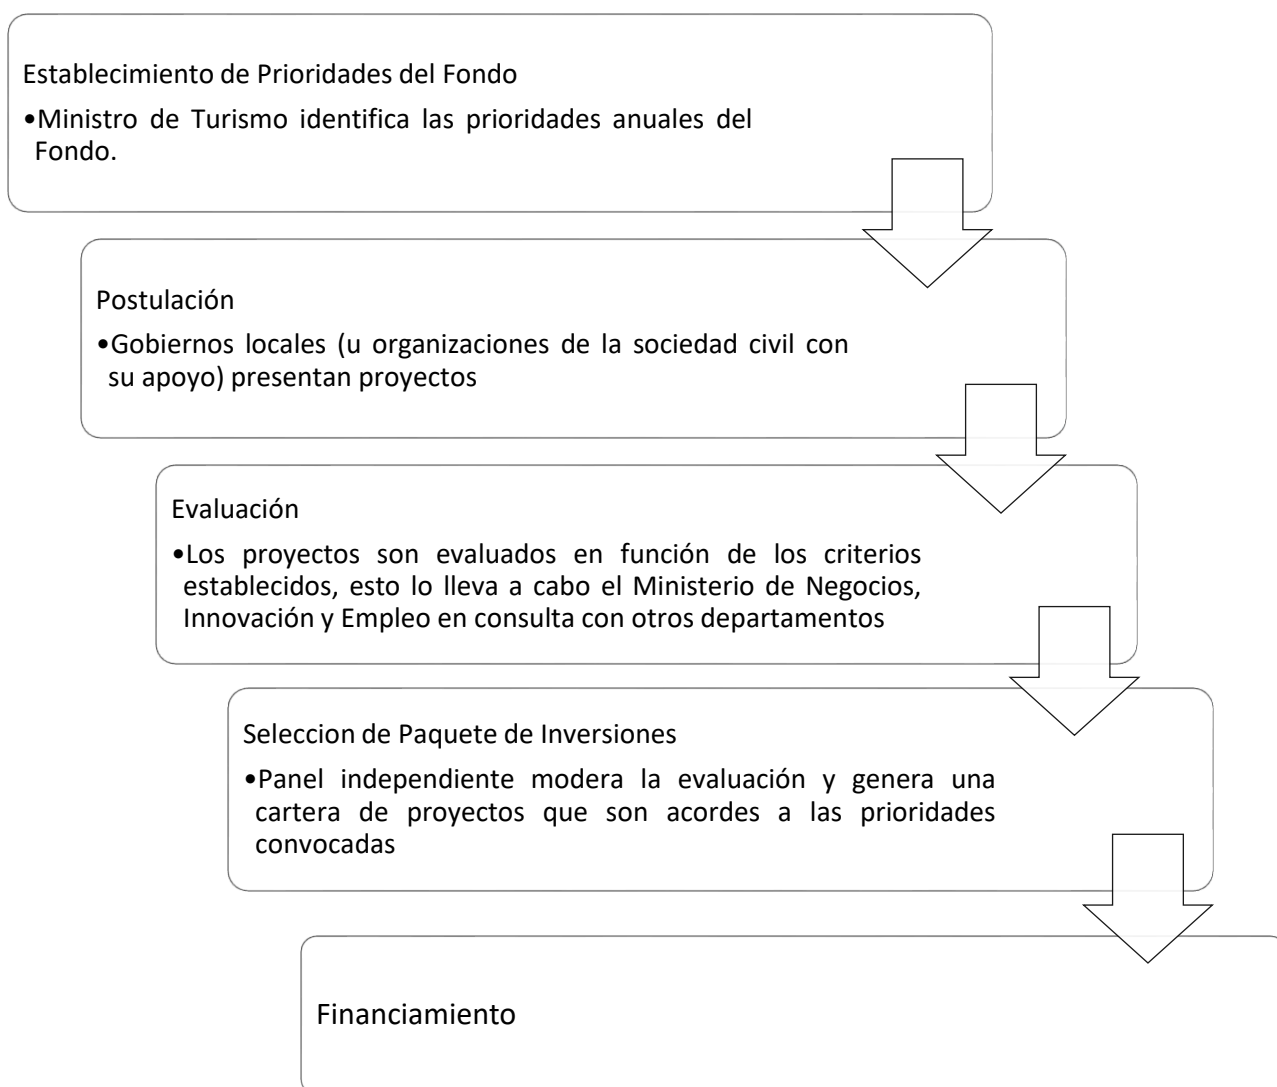 Establecimiento de Prioridades del Fondo
•Ministro de Turismo identifica las prioridades anuales del
Fondo.
Postulación
•Gobiernos locales (u organizaciones de la sociedad civil con
su apoyo) presentan proyectos
Evaluación
•Los proyectos son evaluados en función de los criterios
establecidos, esto lo lleva a cabo el Ministerio de Negocios,
Innovación y Empleo en consulta con otros departamentos
Seleccion de Paquete de Inversiones
•Panel independiente modera la evaluación y genera una
cartera de proyectos que son acordes a las prioridades
convocadas
Financiamiento